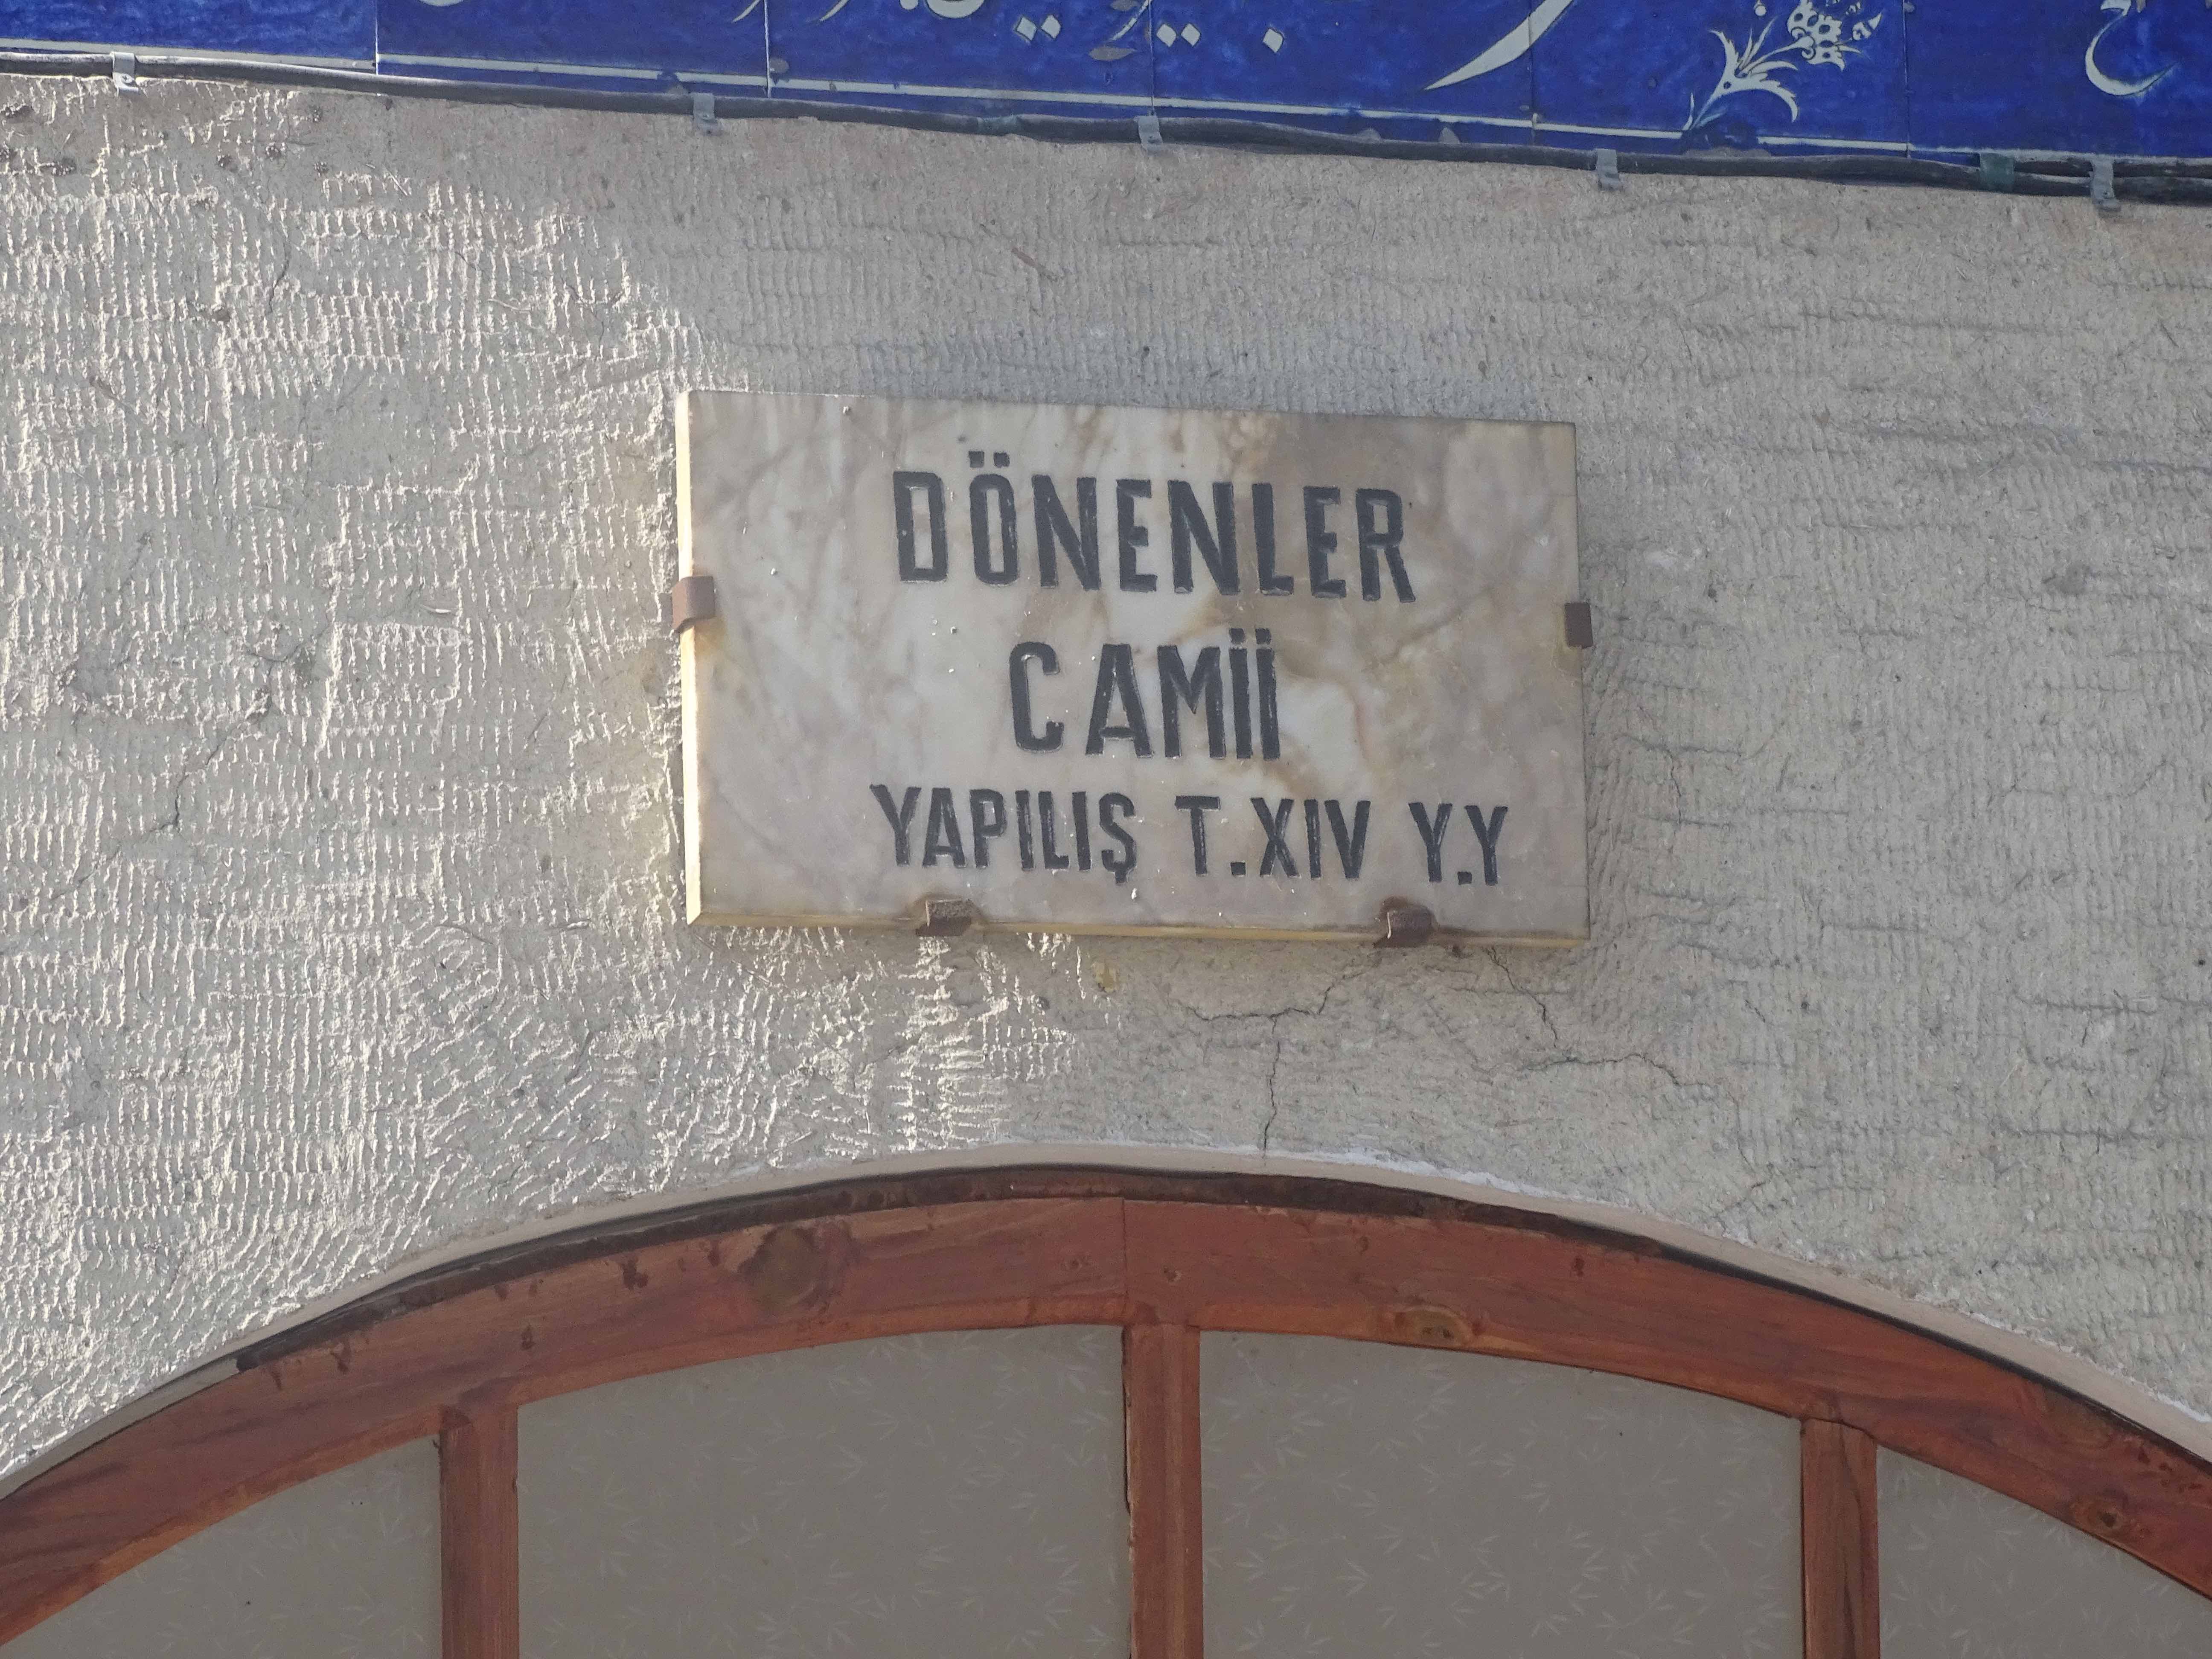 DÖNENLER
CAMİİ
YAPILIŞ T.XIV Y.Y